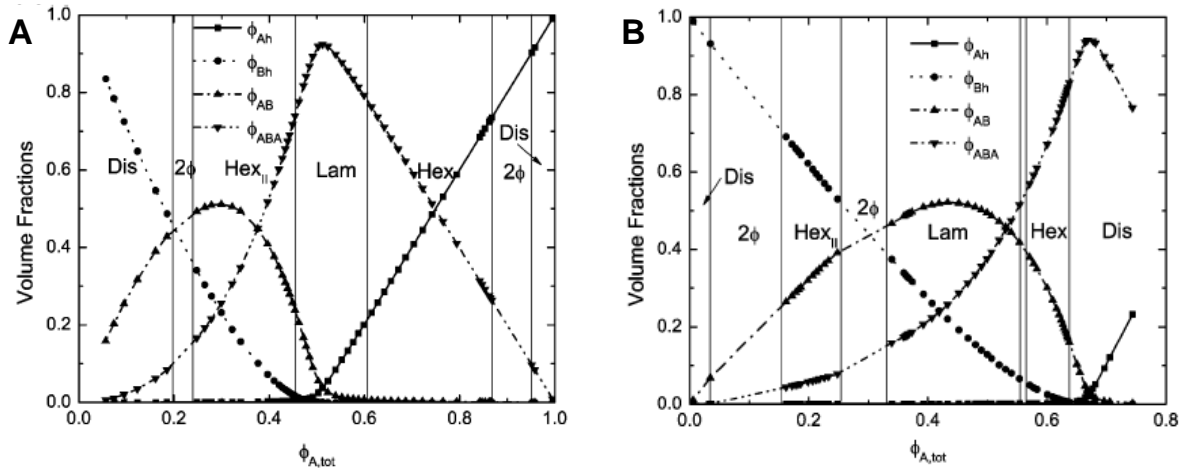 A
1.0
0.8
0.6
0.4
0.2
0.0
Volume Fractions
ϕAh
ϕBh
ϕAB
ϕABA
Dis
2ϕ
HexII
Lam
Hex
Dis
2ϕ
0.0 0.2 0.4 0.6 0.8 1.0
ϕA,tot
B
1.0
0.8
0.6
0.4
0.2
0.0
Volume Fractions
ϕAh
ϕBh
ϕAB
ϕABA
Dis
2ϕ
HexII
2ϕ
Lam
Hex
Dis
0.0 0.2 0.4 0.6 0.8
ϕA,tot